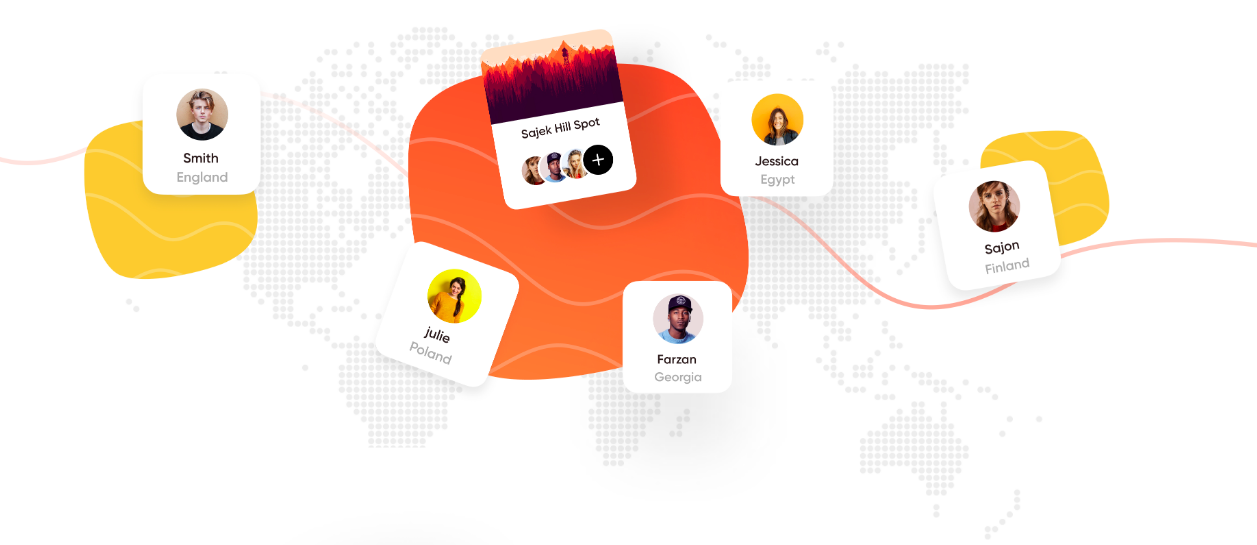 Sajek Hill Spot
Smith
England
Jessica
Egypt
Sajon
Finland
julie
Poland
Farzan
Georgia